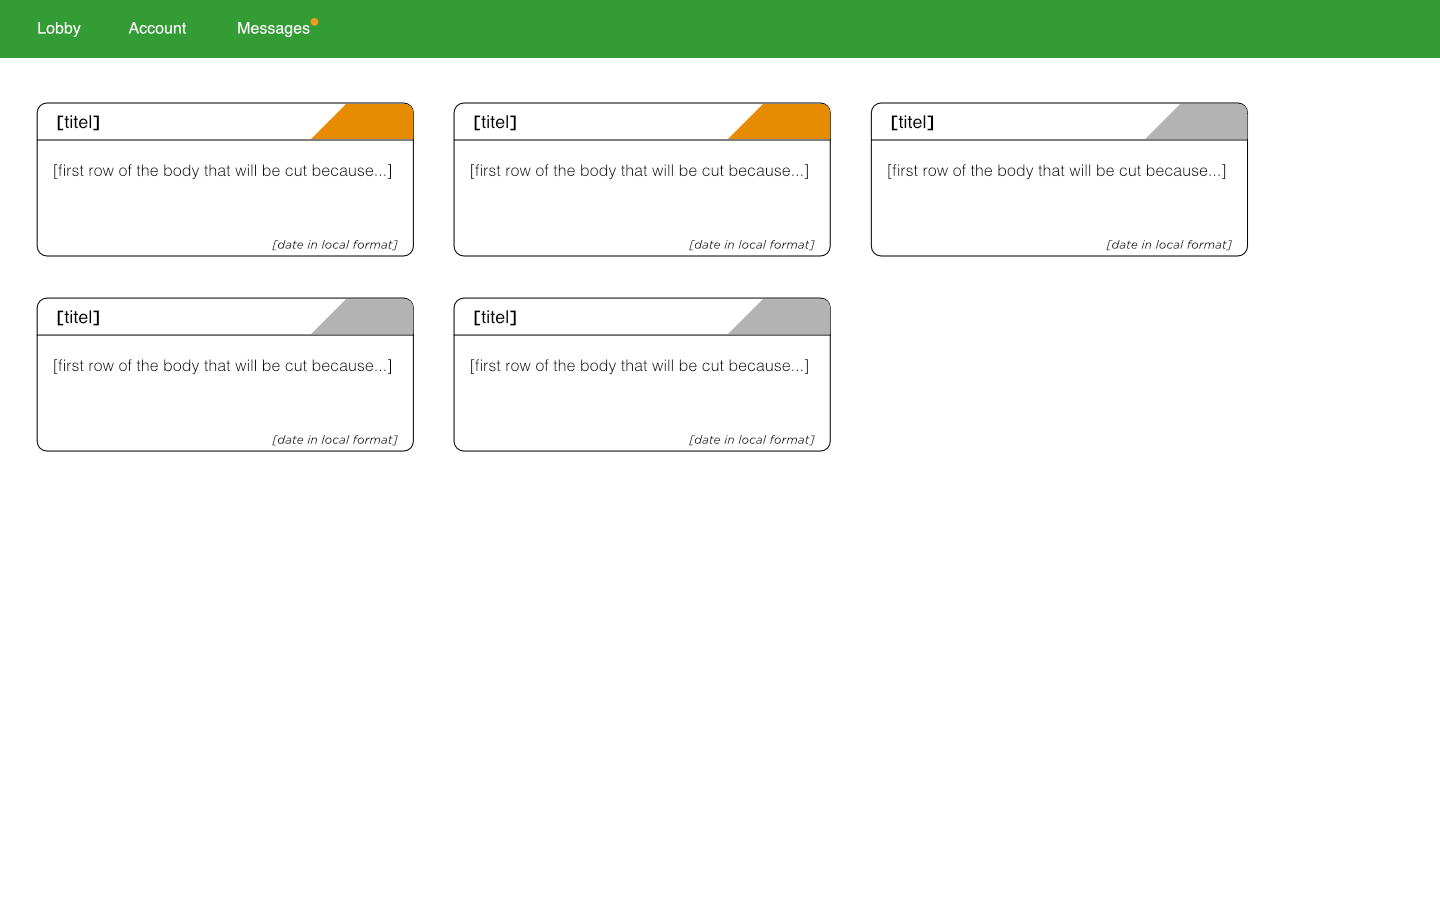 Lobby Account Messages
[titel] [titel] [titel]
[first row of the body that will be cut because...] [first row of the body that will be cut because...] [first row of the body that will be cut because...]
[date in local format] [date in local format] [date in local format]
[titel] [titel]
[first row of the body that will be cut because...] [first row of the body that will be cut because...]
[date in local format] [date in local format]